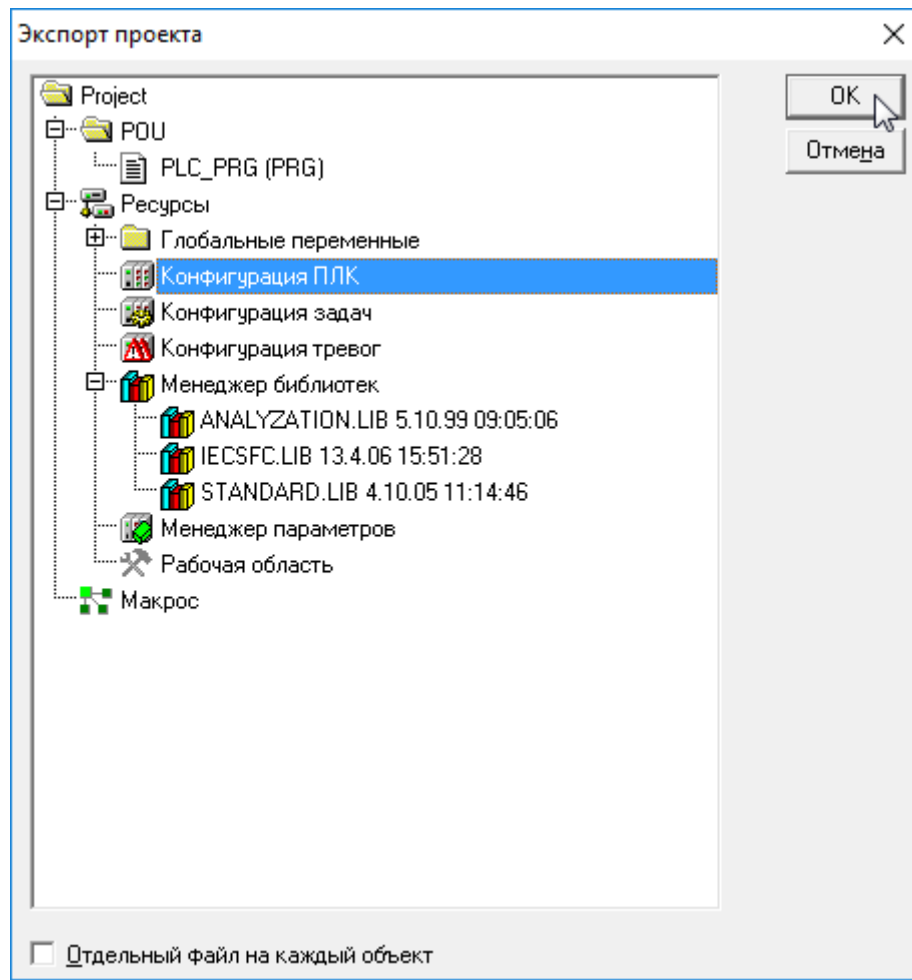 Экспорт проекта
Project
OK
POU
Отмена
PLC_PRG (PRG)
Ресурсы
Глобальные переменные
Конфигурация ПЛК
Конфигурация задач
Конфигурация тревог
Менеджер библиотек
ANALYZATION.LIB 5.10.99 09:05:06
IECSFC.LIB 13.4.06 15:51:28
STANDARD.LIB 4.10.05 11:14:46
Менеджер параметров
Рабочая область
Макрос
Отдельный файл на каждый объект